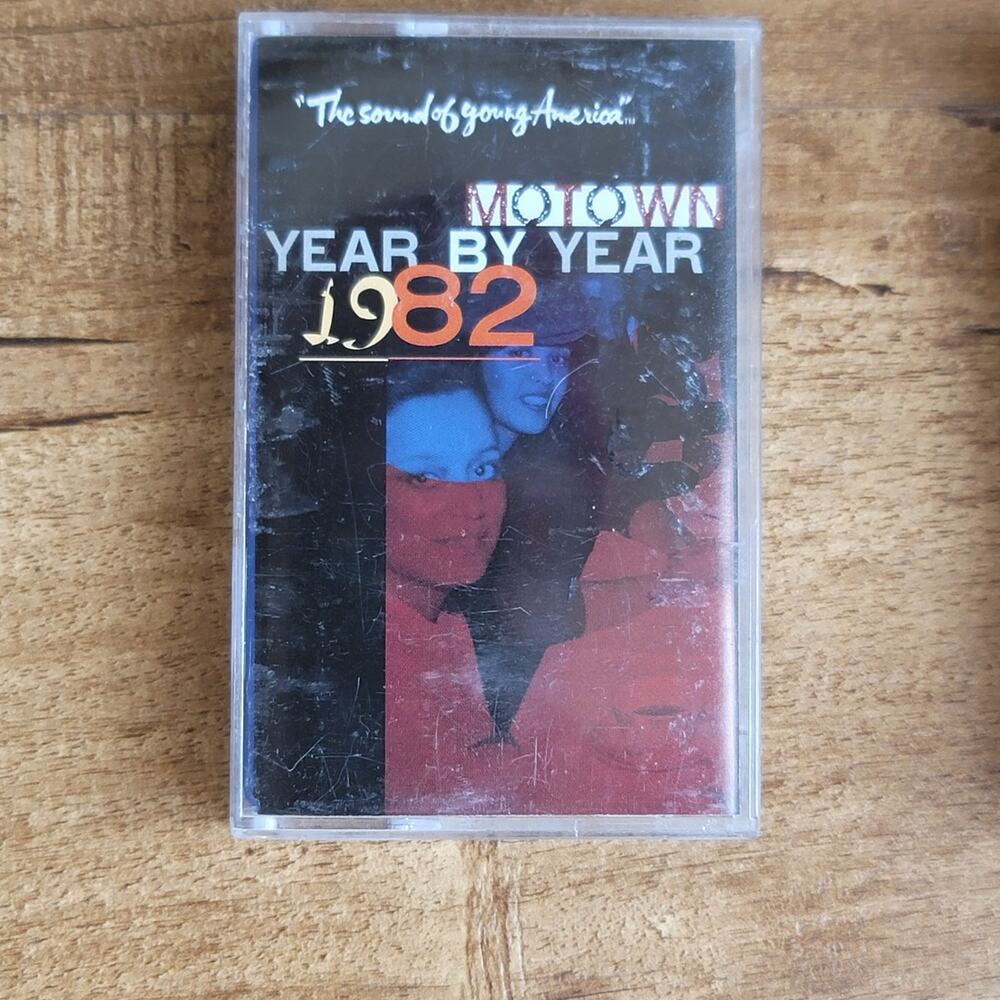 "The sound of young America"...
MOTOWN
YEAR BY YEAR
1982